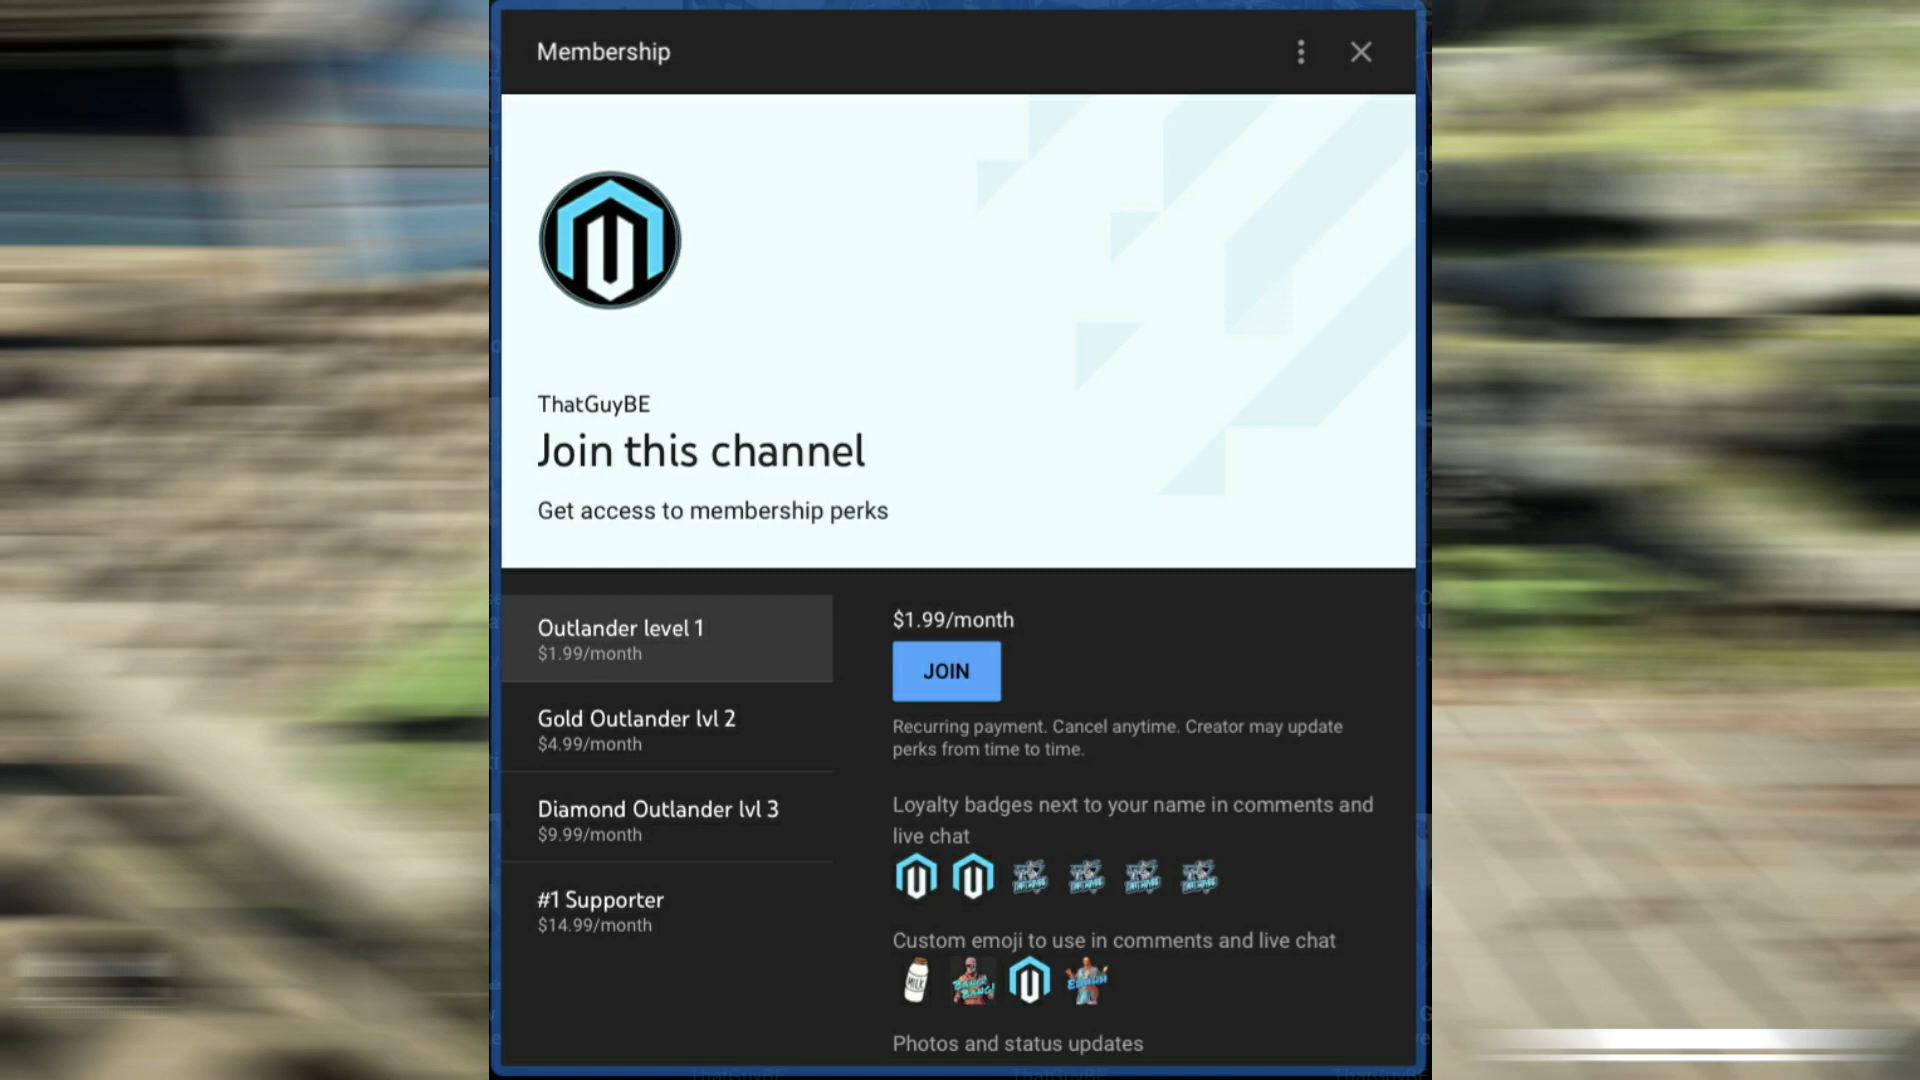 Membership
ThatGuyBE
Join this channel
Get access to membership perks
Outlander level 1
$1.99/month
Gold Outlander lvl 2
$4.99/month
Diamond Outlander lvl 3
$9.99/month
#1 Supporter
$14.99/month
$1.99/month
JOIN
Recurring payment. Cancel anytime. Creator may update
perks from time to time.
Loyalty badges next to your name in comments and
live chat
Custom emoji to use in comments and live chat
MILK
BANG!
BANG!
Photos and status updates